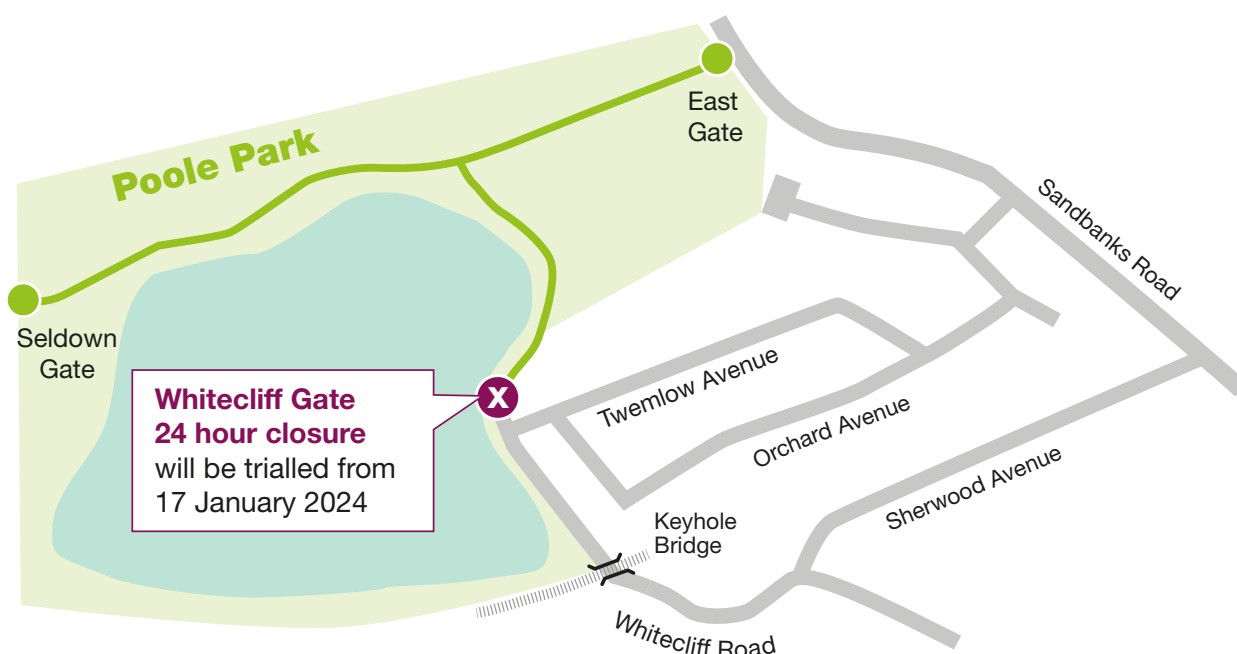 East
Gate
Poole Park
Sandbanks Road
Seldown
Gate
Whitecliff Gate
24 hour closure
will be trialled from
17 January 2024
X
Twemlow Avenue
Orchard Avenue
Sherwood Avenue
Keyhole
Bridge
Whitecliff Road